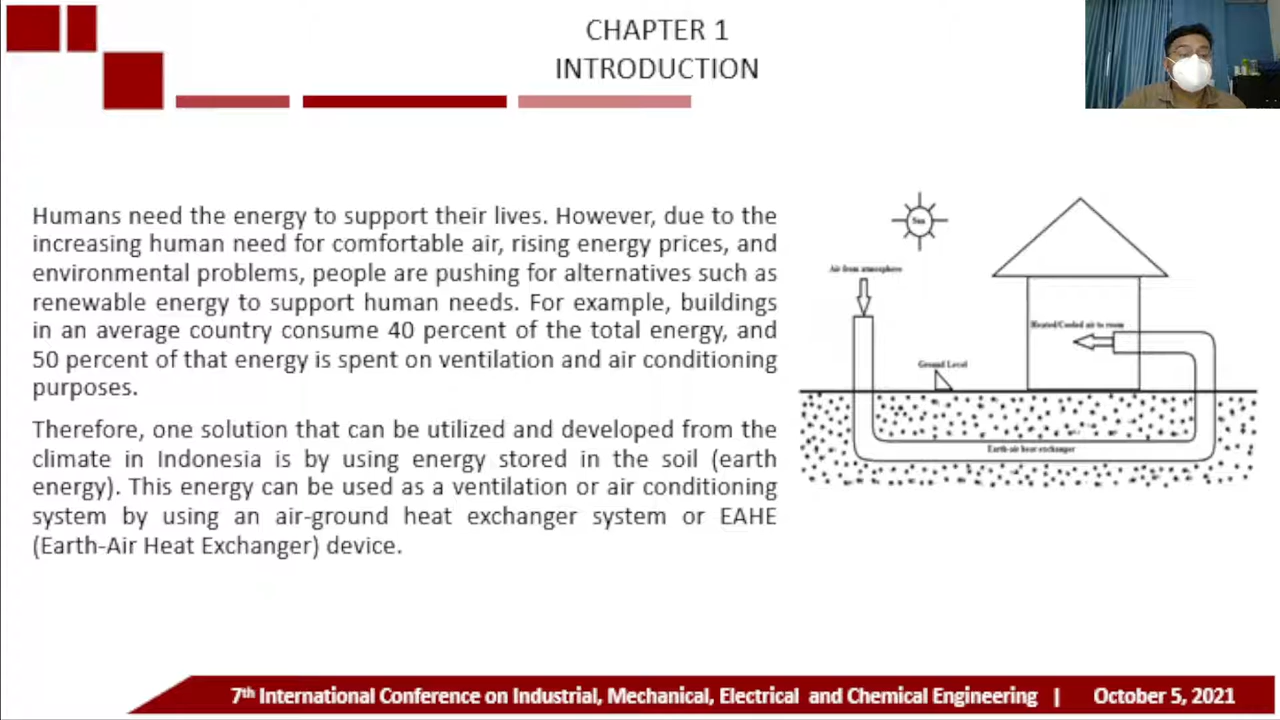 CHAPTER 1
INTRODUCTION
Humans need the energy to support their lives. However, due to the
increasing human need for comfortable air, rising energy prices, and
environmental problems, people are pushing for alternatives such as
renewable energy to support human needs. For example, buildings
in an average country consume 40 percent of the total energy, and
50 percent of that energy is spent on ventilation and air conditioning
purposes.
Therefore, one solution that can be utilized and developed from the
climate in Indonesia is by using energy stored in the soil (earth
energy). This energy can be used as a ventilation or air conditioning
system by using an air-ground heat exchanger system or EAHE
(Earth-Air Heat Exchanger) device.
Sun
Air from atmosphere
Heated/Cooled air to room
Ground Level
Earth-air heat exchanger
7th International Conference on Industrial, Mechanical, Electrical and Chemical Engineering | October 5, 2021